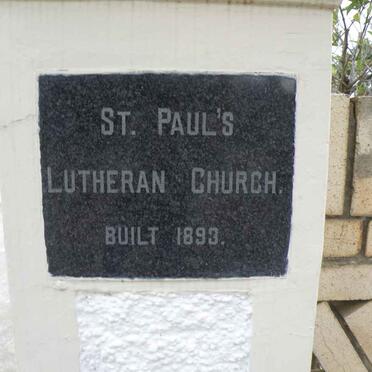 St. Paul's
Lutheran Church.
Built 1893.